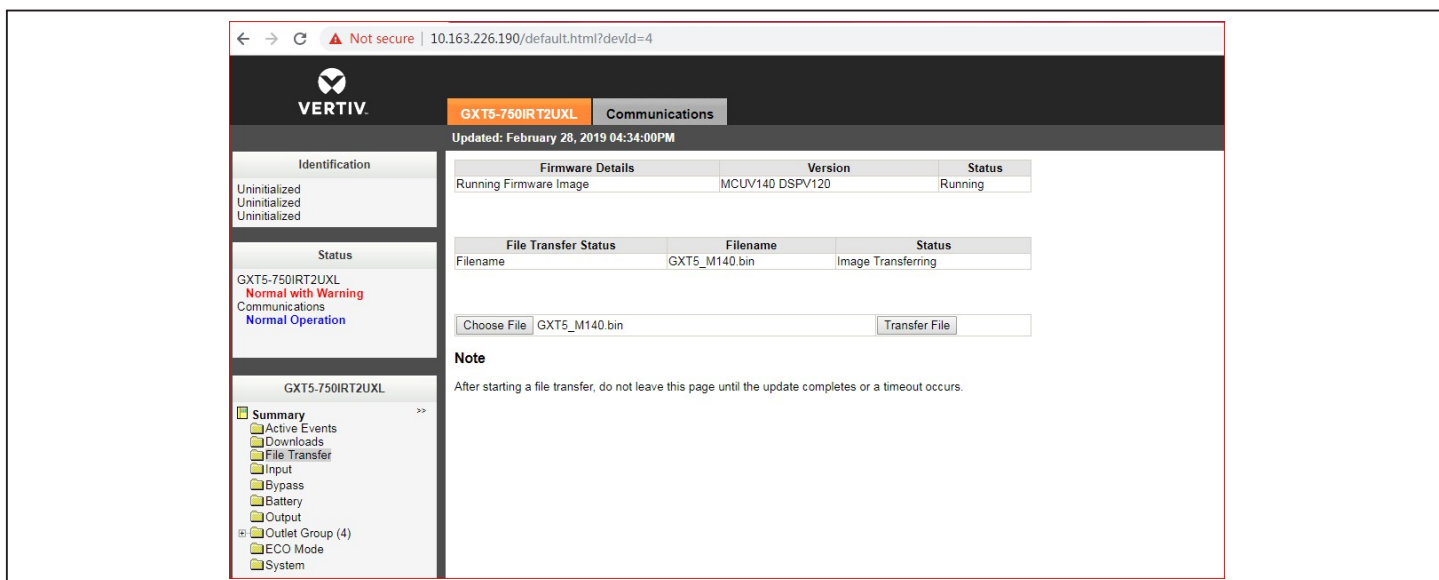 Not secure | 10.163.226.190/default.html?devId=4
VERTIV.
GXT5-750IRT2UXL Communications
Updated: February 28, 2019 04:34:00PM
Identification
Uninitialized
Uninitialized
Uninitialized
Status
GXT5-750IRT2UXL
Normal with Warning
Communications
Normal Operation
GXT5-750IRT2UXL
Summary >>
Active Events
Downloads
File Transfer
Input
Bypass
Battery
Output
Outlet Group (4)
ECO Mode
System
Firmware Details Version Status
Running Firmware Image MCUV140 DSPV120 Running
File Transfer Status Filename Status
Filename GXT5_M140.bin Image Transferring
Choose File GXT5_M140.bin Transfer File
Note
After starting a file transfer, do not leave this page until the update completes or a timeout occurs.